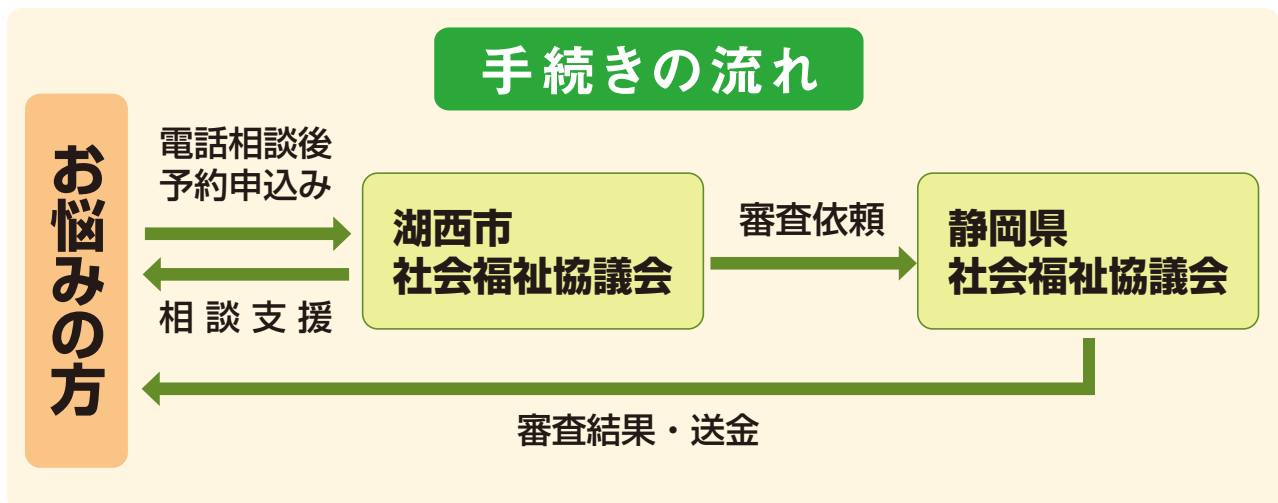 手続きの流れ
お悩みの方
電話相談後
予約申込み
相談支援
湖西市
社会福祉協議会
審査依頼
静岡県
社会福祉協議会
審査結果・送金